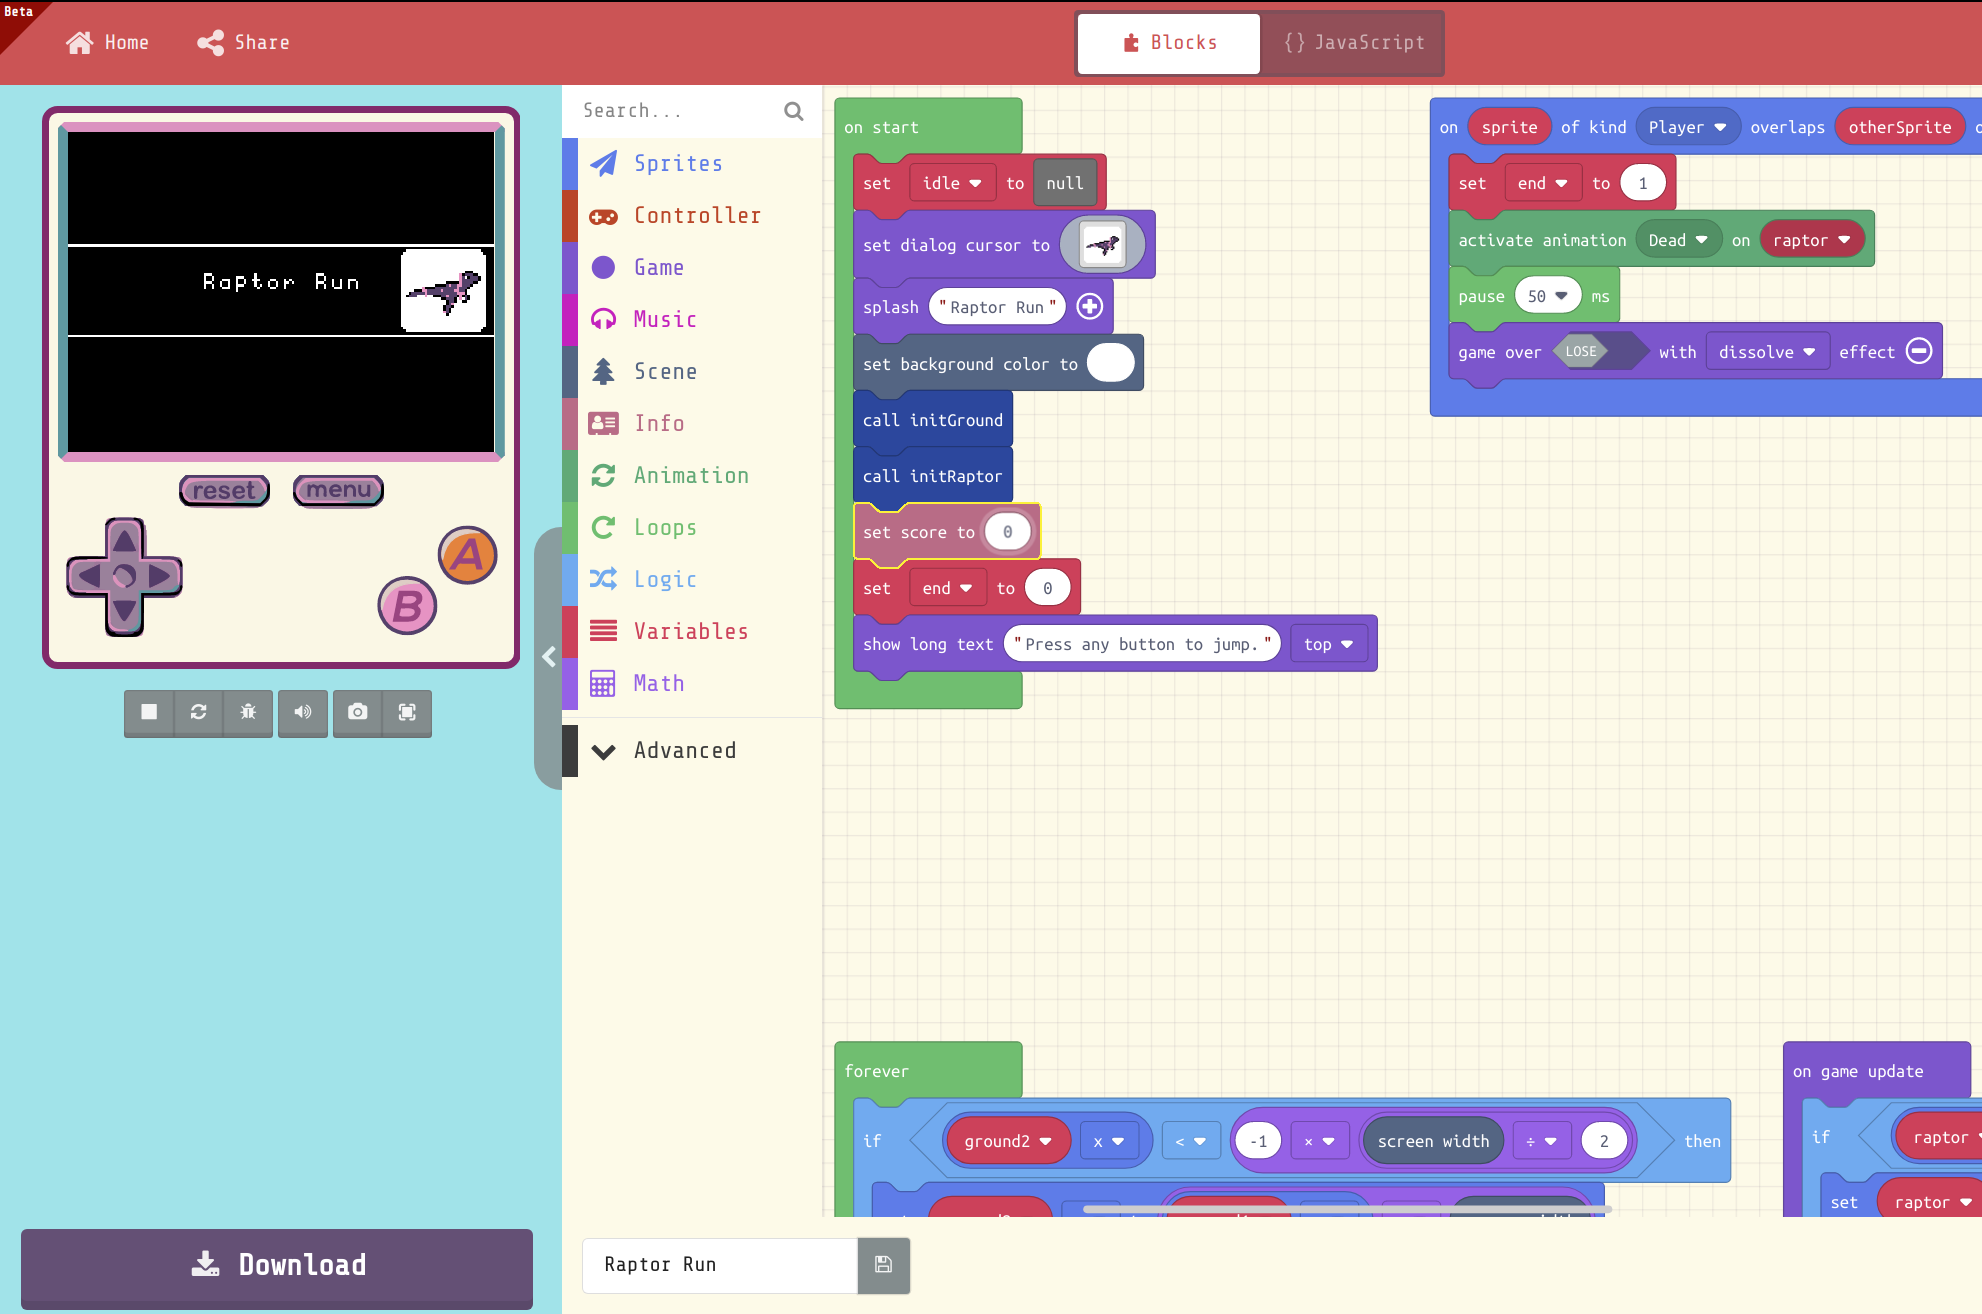 Beta
Home
Share
Blocks
{} JavaScript
Raptor Run
reset
menu
A
B
Download
Search...
Sprites
Controller
Game
Music
Scene
Info
Animation
Loops
Logic
Variables
Math
Advanced
on start
set idle to null
set dialog cursor to
splash "Raptor Run"
set background color to
call initGround
call initRaptor
set score to 0
set end to 0
show long text "Press any button to jump." top
on sprite of kind Player overlaps otherSprite
set end to 1
activate animation Dead on raptor
pause 50 ms
game over LOSE with dissolve effect
forever
if ground2 x < -1 × screen width ÷ 2 then
on game update
if raptor
set raptor
Raptor Run